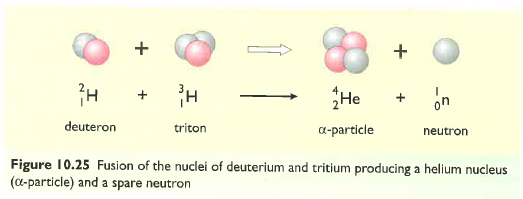 + +
²₁H + ³₁H ⟶ ⁴₂He + ¹₀n
deuteron triton α-particle neutron
Figure 10.25 Fusion of the nuclei of deuterium and tritium producing a helium nucleus
(α-particle) and a spare neutron